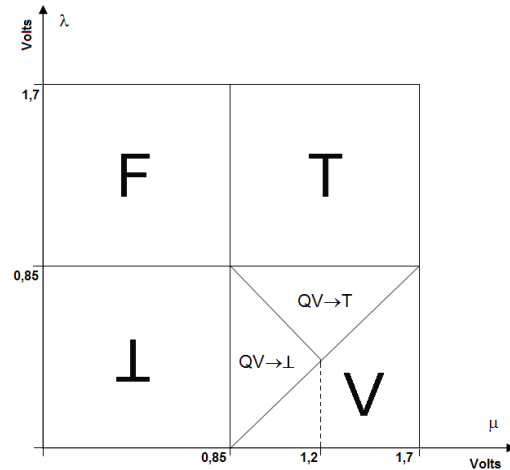 λ
Volts
1,7
F
T
0,85
QV→T
QV→⊥
⊥
V
μ
0,85
1,2
1,7
Volts